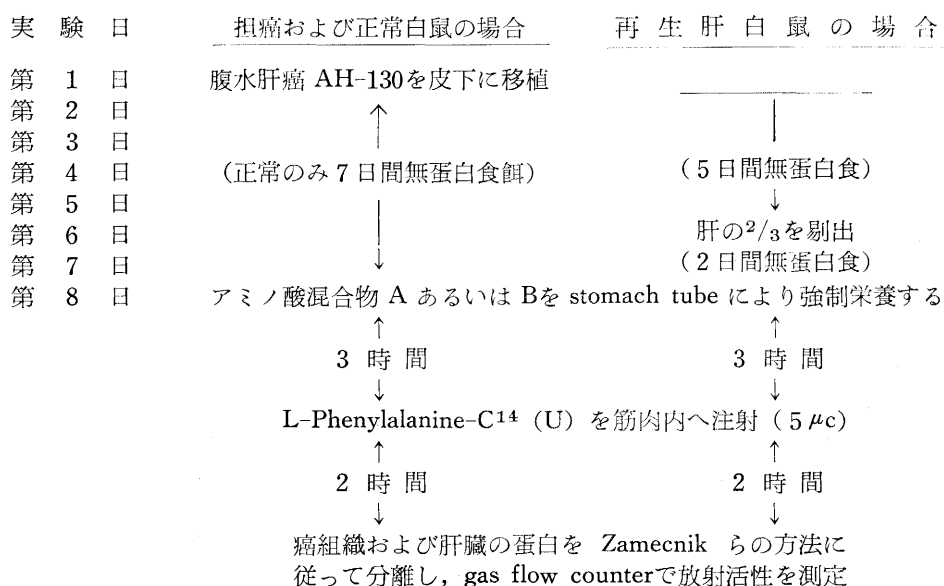 実験日 担癌および正常白鼠の場合 再生肝白鼠の場合
第1日 腹水肝癌 AH-130を皮下に移植
第2日
第3日
第4日 (正常のみ7日間無蛋白食餌) (5日間無蛋白食)
第5日
第6日 肝の2/3を剔出
第7日 (2日間無蛋白食)
第8日 アミノ酸混合物 A あるいは Bを stomach tube により強制栄養する
3時間 3時間
L-Phenylalanine-C¹⁴ (U) を筋肉内へ注射 (5μc)
2時間 2時間
癌組織および肝臓の蛋白を Zamecnik らの方法に
従って分離し, gas flow counterで放射活性を測定